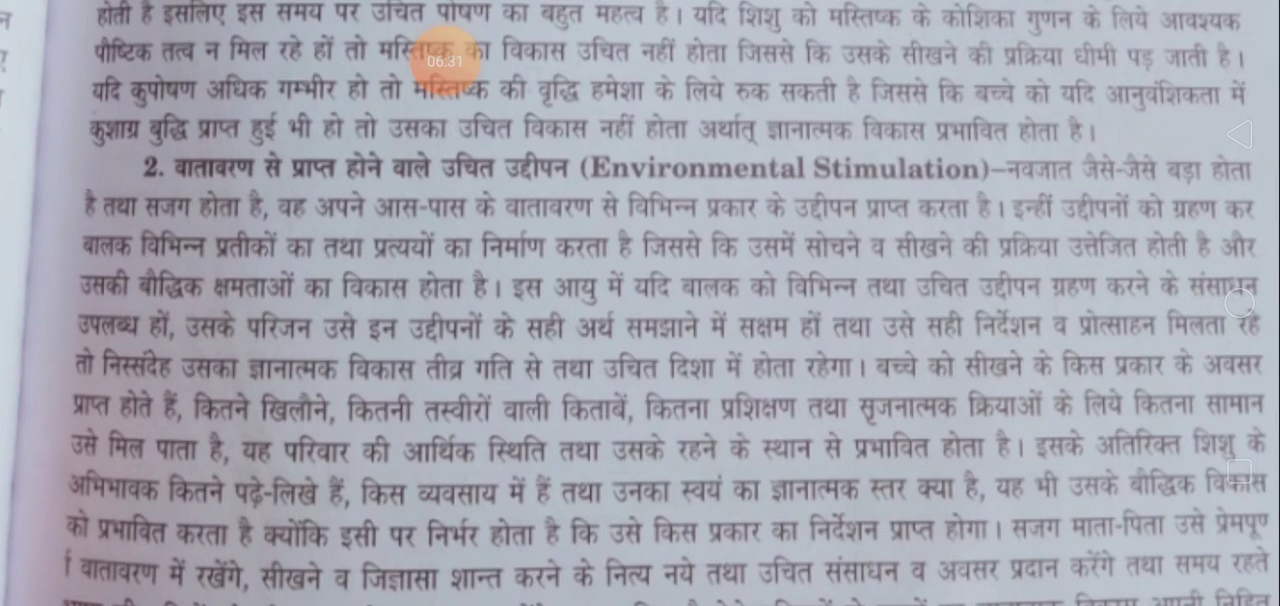 होती है इसलिए इस समय पर उचित पोषण का बहुत महत्व है। यदि शिशु को मस्तिष्क के कोशिका गुणन के लिये आवश्यक
पौष्टिक तत्व न मिल रहे हों तो मस्तिष्क का विकास उचित नहीं होता जिससे कि उसके सीखने की प्रक्रिया धीमी पड़ जाती है।
06:31
यदि कुपोषण अधिक गम्भीर हो तो मस्तिष्क की वृद्धि हमेशा के लिये रुक सकती है जिससे कि बच्चे को यदि आनुवंशिकता में
कुशाग्र बुद्धि प्राप्त हुई भी हो तो उसका उचित विकास नहीं होता अर्थात् ज्ञानात्मक विकास प्रभावित होता है।
2. वातावरण से प्राप्त होने वाले उचित उद्दीपन (Environmental Stimulation)–नवजात जैसे-जैसे बड़ा होता
है तथा सजग होता है, वह अपने आस-पास के वातावरण से विभिन्न प्रकार के उद्दीपन प्राप्त करता है। इन्हीं उद्दीपनों को ग्रहण कर
बालक विभिन्न प्रतीकों का तथा प्रत्ययों का निर्माण करता है जिससे कि उसमें सोचने व सीखने की प्रक्रिया उत्तेजित होती है और
उसकी बौद्धिक क्षमताओं का विकास होता है। इस आयु में यदि बालक को विभिन्न तथा उचित उद्दीपन ग्रहण करने के संसाधन
उपलब्ध हों, उसके परिजन उसे इन उद्दीपनों के सही अर्थ समझाने में सक्षम हों तथा उसे सही निर्देशन व प्रोत्साहन मिलता रहे
तो निस्संदेह उसका ज्ञानात्मक विकास तीव्र गति से तथा उचित दिशा में होता रहेगा। बच्चे को सीखने के किस प्रकार के अवसर
प्राप्त होते हैं, कितने खिलौने, कितनी तस्वीरों वाली किताबें, कितना प्रशिक्षण तथा सृजनात्मक क्रियाओं के लिये कितना सामान
उसे मिल पाता है, यह परिवार की आर्थिक स्थिति तथा उसके रहने के स्थान से प्रभावित होता है। इसके अतिरिक्त शिशु के
अभिभावक कितने पढ़े-लिखे हैं, किस व्यवसाय में हैं तथा उनका स्वयं का ज्ञानात्मक स्तर क्या है, यह भी उसके बौद्धिक विकास
को प्रभावित करता है क्योंकि इसी पर निर्भर होता है कि उसे किस प्रकार का निर्देशन प्राप्त होगा। सजग माता-पिता उसे प्रेमपूण
र् वातावरण में रखेंगे, सीखने व जिज्ञासा शान्त करने के नित्य नये तथा उचित संसाधन व अवसर प्रदान करेंगे तथा समय रहते